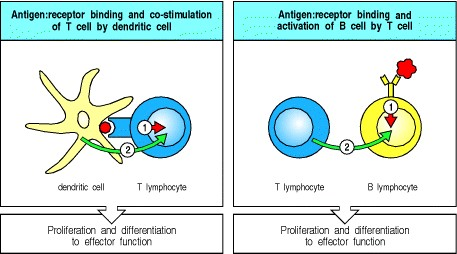 Antigen:receptor binding and co-stimulation
of T cell by dendritic cell
1
2
dendritic cell
T lymphocyte
Proliferation and differentiation
to effector function
Antigen:receptor binding and
activation of B cell by T cell
1
2
T lymphocyte
B lymphocyte
Proliferation and differentiation
to effector function